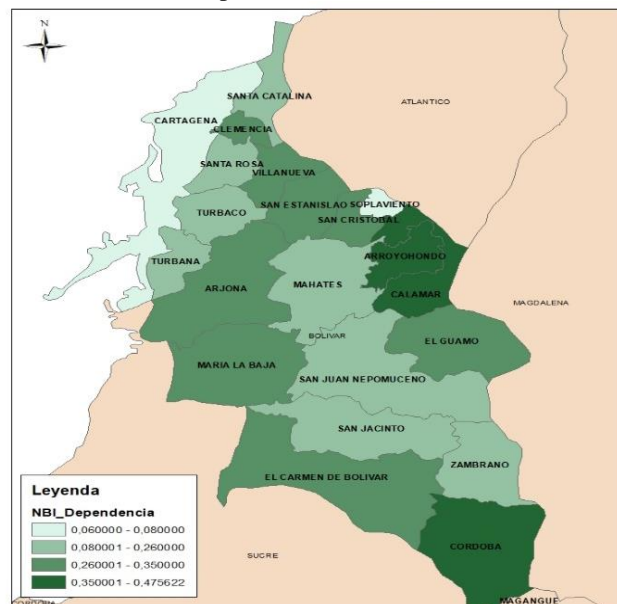 N
SANTA CATALINA
ATLANTICO
CARTAGENA
CLEMENCIA
SANTA ROSA
VILLANUEVA
SAN ESTANISLAO
SOPLAVIENTO
TURBACO
SAN CRISTOBAL
ARROYOHONDO
TURBANA
ARJONA
MAHATES
CALAMAR
MAGDALENA
BOLIVAR
EL GUAMO
MARIA LA BAJA
SAN JUAN NEPOMUCENO
SAN JACINTO
ZAMBRANO
EL CARMEN DE BOLIVAR
Leyenda
NBI_Dependencia
0,060000 - 0,080000
0,080001 - 0,260000
0,260001 - 0,350000
0,350001 - 0,475622
CORDOBA
SUCRE
MAGANGUE
CORDOBA